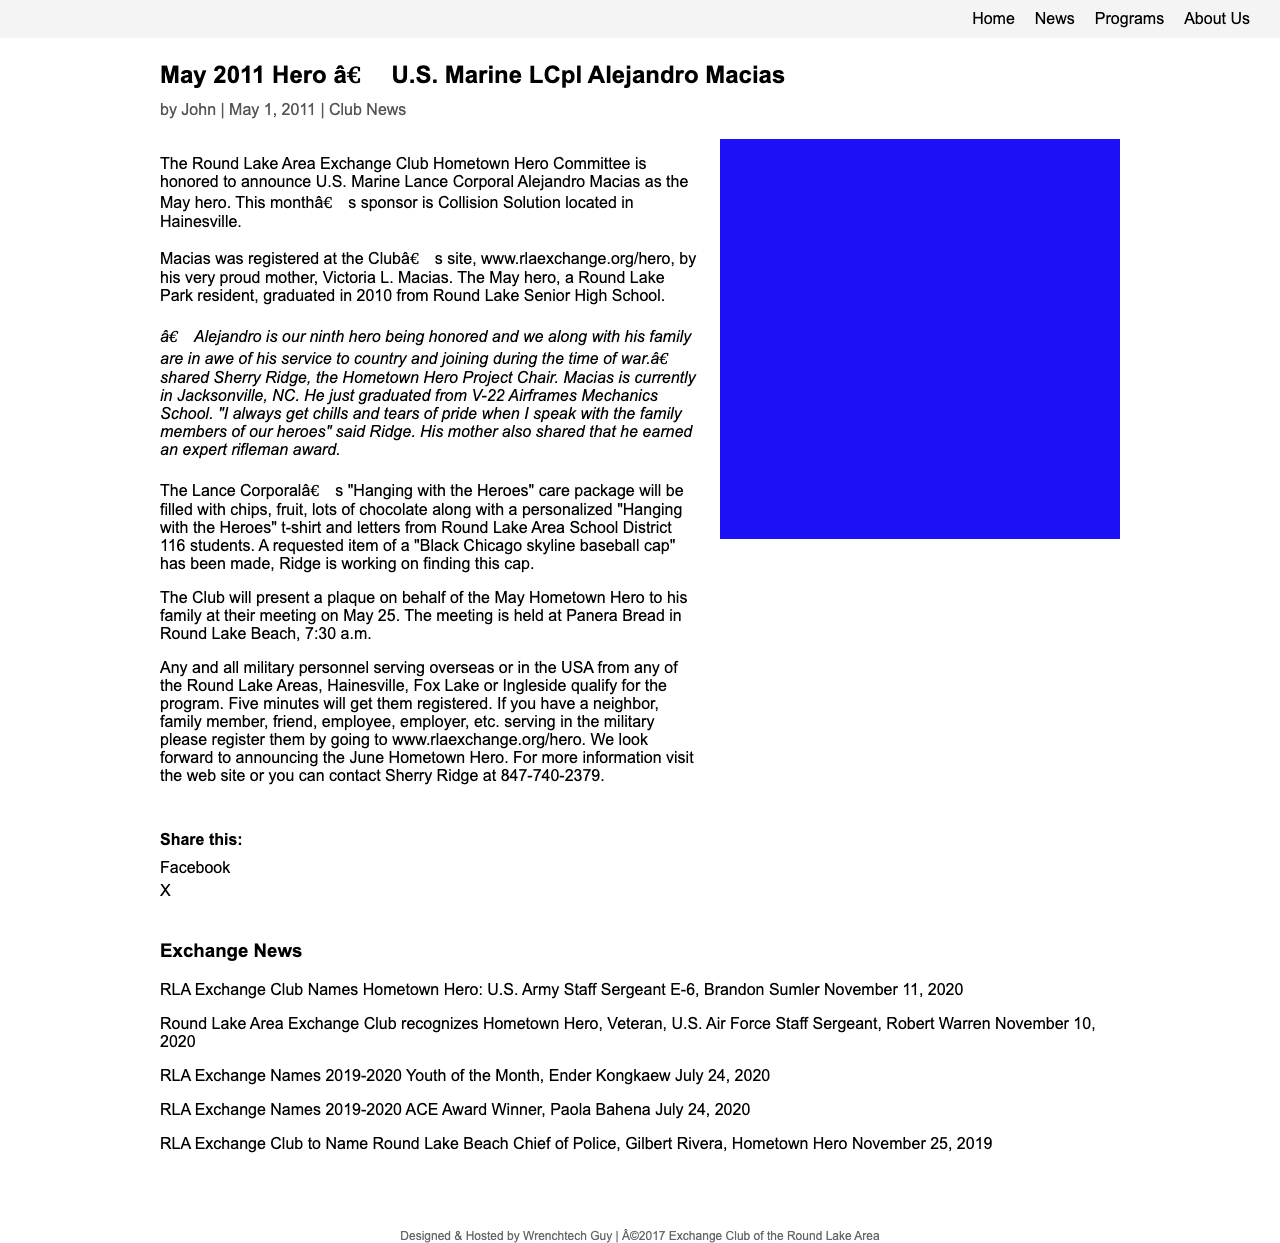 Home News Programs About Us
May 2011 Hero â€ U.S. Marine LCpl Alejandro Macias
by John | May 1, 2011 | Club News
The Round Lake Area Exchange Club Hometown Hero Committee is
honored to announce U.S. Marine Lance Corporal Alejandro Macias as the
May hero. This monthâ€ s sponsor is Collision Solution located in
Hainesville.
Macias was registered at the Clubâ€ s site, www.rlaexchange.org/hero, by
his very proud mother, Victoria L. Macias. The May hero, a Round Lake
Park resident, graduated in 2010 from Round Lake Senior High School.
â€ Alejandro is our ninth hero being honored and we along with his family
are in awe of his service to country and joining during the time of war.â€
shared Sherry Ridge, the Hometown Hero Project Chair. Macias is currently
in Jacksonville, NC. He just graduated from V-22 Airframes Mechanics
School. "I always get chills and tears of pride when I speak with the family
members of our heroes" said Ridge. His mother also shared that he earned
an expert rifleman award.
The Lance Corporalâ€ s "Hanging with the Heroes" care package will be
filled with chips, fruit, lots of chocolate along with a personalized "Hanging
with the Heroes" t-shirt and letters from Round Lake Area School District
116 students. A requested item of a "Black Chicago skyline baseball cap"
has been made, Ridge is working on finding this cap.
The Club will present a plaque on behalf of the May Hometown Hero to his
family at their meeting on May 25. The meeting is held at Panera Bread in
Round Lake Beach, 7:30 a.m.
Any and all military personnel serving overseas or in the USA from any of
the Round Lake Areas, Hainesville, Fox Lake or Ingleside qualify for the
program. Five minutes will get them registered. If you have a neighbor,
family member, friend, employee, employer, etc. serving in the military
please register them by going to www.rlaexchange.org/hero. We look
forward to announcing the June Hometown Hero. For more information visit
the web site or you can contact Sherry Ridge at 847-740-2379.
Share this:
Facebook
X
Exchange News
RLA Exchange Club Names Hometown Hero: U.S. Army Staff Sergeant E-6, Brandon Sumler November 11, 2020
Round Lake Area Exchange Club recognizes Hometown Hero, Veteran, U.S. Air Force Staff Sergeant, Robert Warren November 10,
2020
RLA Exchange Names 2019-2020 Youth of the Month, Ender Kongkaew July 24, 2020
RLA Exchange Names 2019-2020 ACE Award Winner, Paola Bahena July 24, 2020
RLA Exchange Club to Name Round Lake Beach Chief of Police, Gilbert Rivera, Hometown Hero November 25, 2019
Designed & Hosted by Wrenchtech Guy | Â©2017 Exchange Club of the Round Lake Area